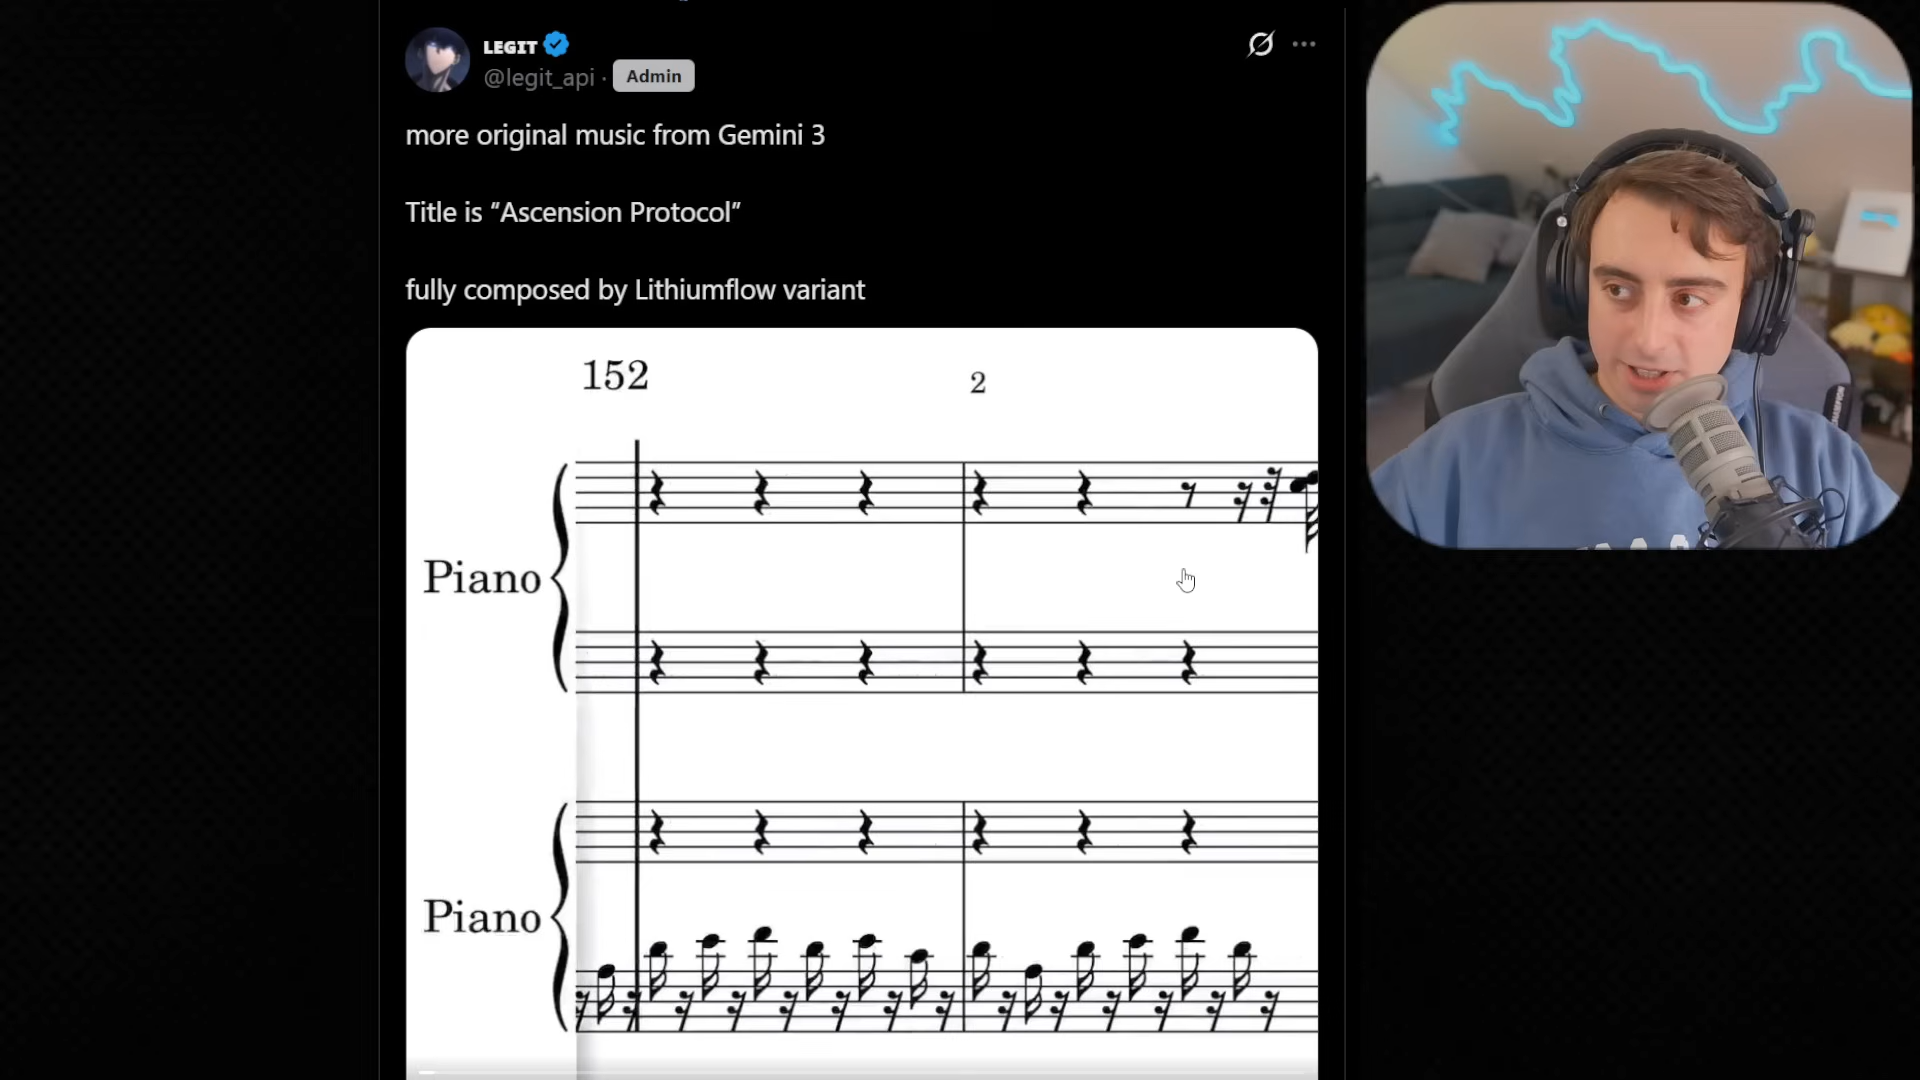 LEGIT
@legit_api · Admin
more original music from Gemini 3
Title is “Ascension Protocol”
fully composed by Lithiumflow variant
152
2
Piano
Piano